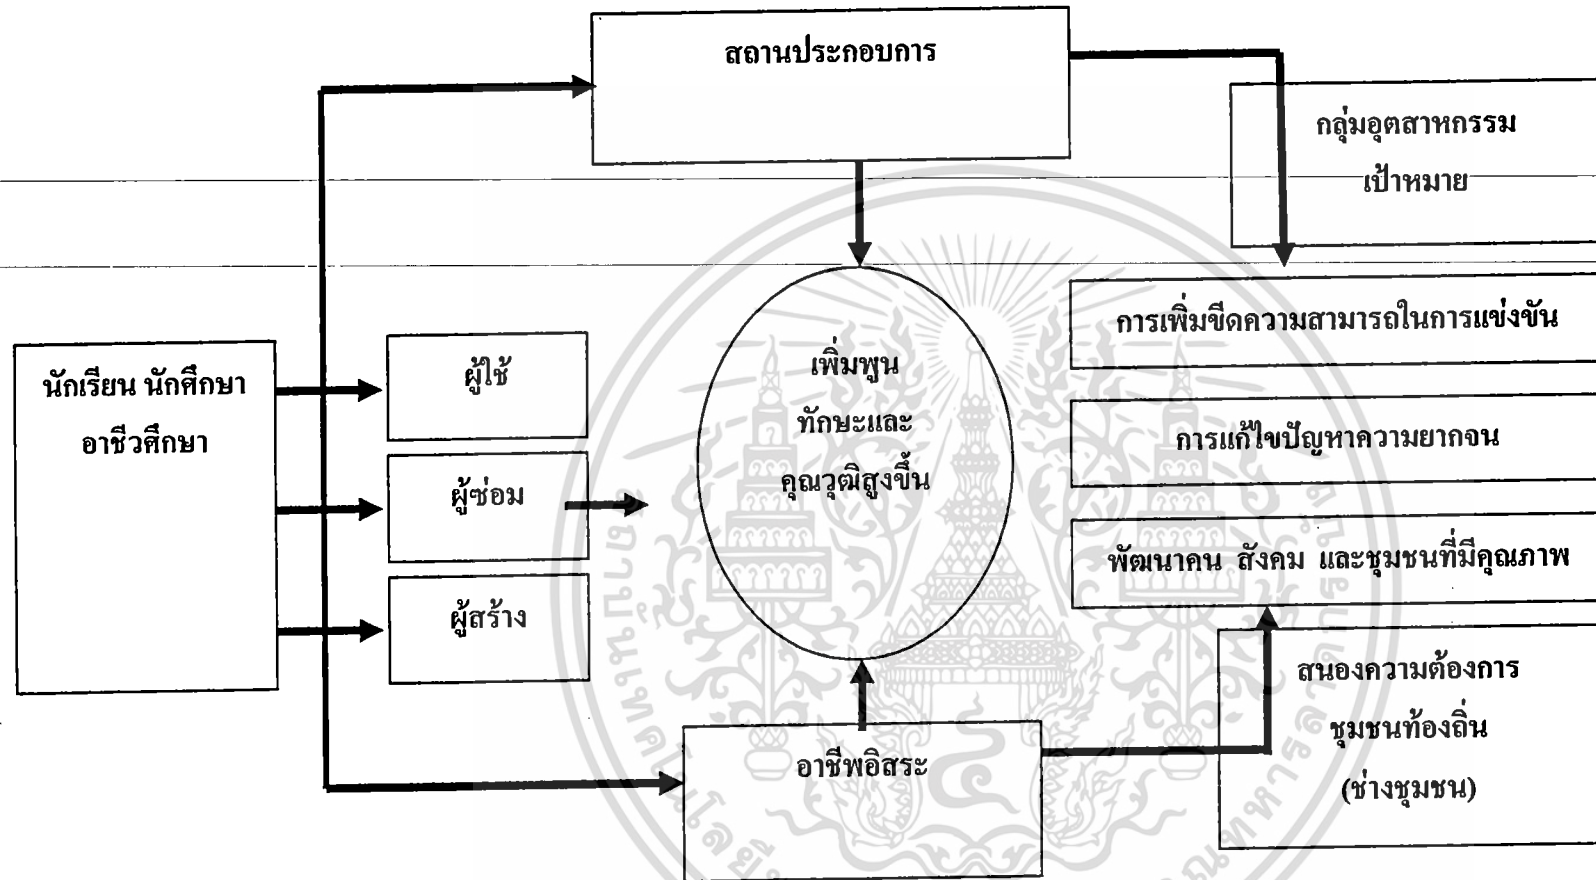 สถานประกอบการ
กลุ่มอุตสาหกรรม
เป้าหมาย
การเพิ่มขีดความสามารถในการแข่งขัน
นักเรียน นักศึกษา
อาชีวศึกษา
ผู้ใช้
ผู้ซ่อม
ผู้สร้าง
เพิ่มพูน
ทักษะและ
คุณวุฒิสูงขึ้น
การแก้ไขปัญหาความยากจน
พัฒนาคน สังคม และชุมชนที่มีคุณภาพ
อาชีพอิสระ
สนองความต้องการ
ชุมชนท้องถิ่น
(ช่างชุมชน)